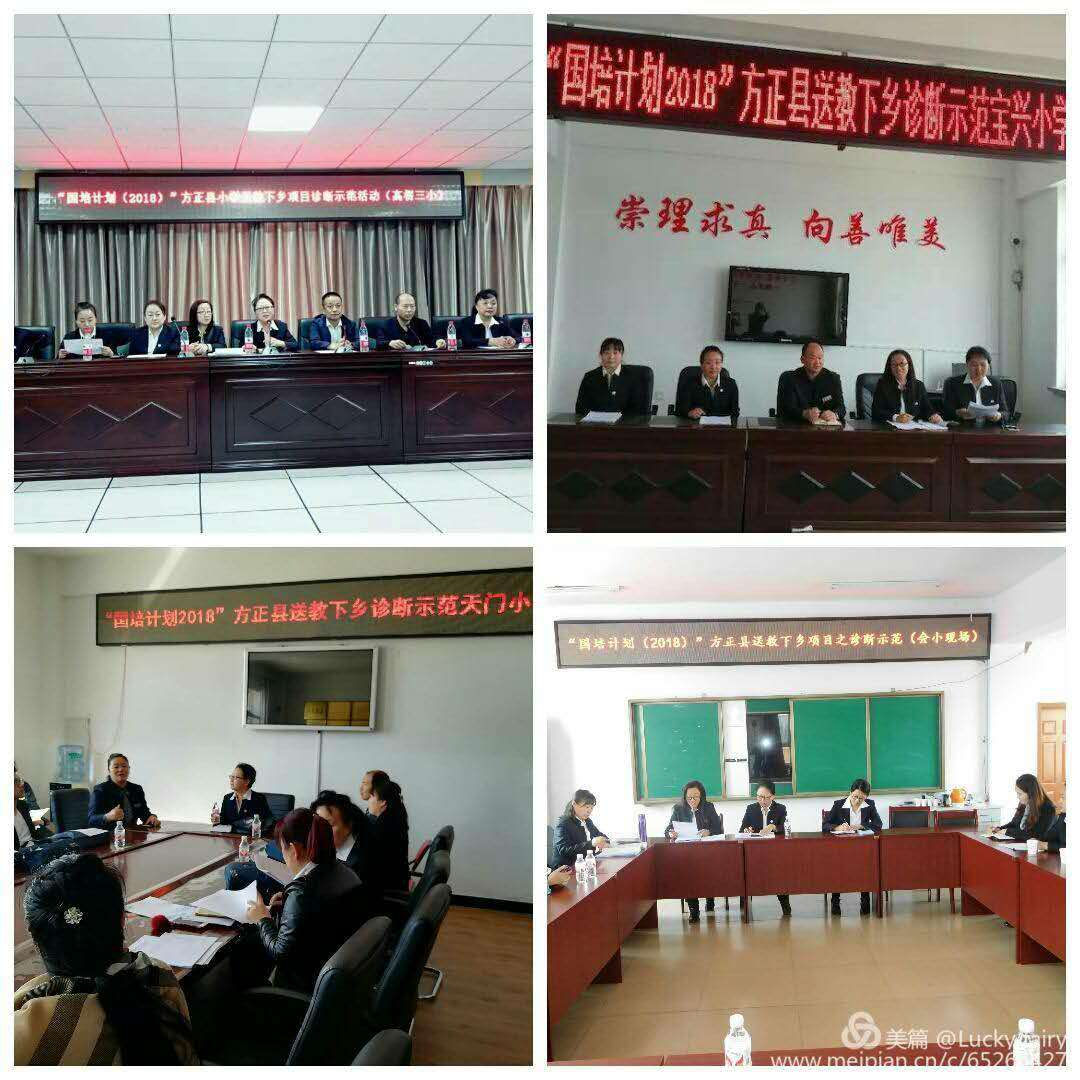 “国培计划（2018）”方正县小学送教下乡项目诊断示范活动（高楞三小）
“国培计划2018”方正县送教下乡诊断示范宝兴小学
崇理求真 向善唯美
“国培计划2018”方正县送教下乡诊断示范天门小
“国培计划（2018）”方正县送教下乡项目之诊断示范（会小现场）
美篇
www.meipian.cn/c/